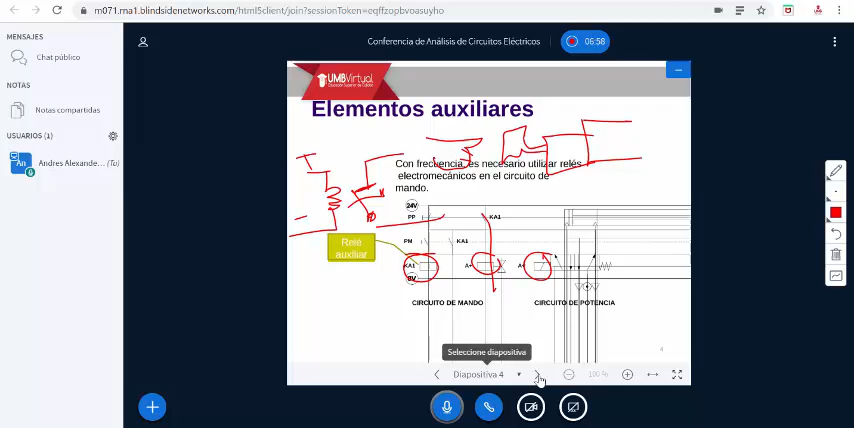 m071.rna1.blindsidenetworks.com/html5client/join?sessionToken=eqffzopbvoasuyho
MENSAJES
Chat público
NOTAS
Notas compartidas
USUARIOS (1)
An
Andres Alexande... (Tú)
Conferencia de Análisis de Circuitos Eléctricos
06:58
UMBVirtual
Elementos auxiliares
Con frecuencia, es necesario utilizar relés
electromecánicos en el circuito de
mando.
24V
PP
KA1
PM
KA1
Relé
auxiliar
KA1
A+
A+
0V
CIRCUITO DE MANDO
CIRCUITO DE POTENCIA
4
Seleccione diapositiva
Diapositiva 4
100 %